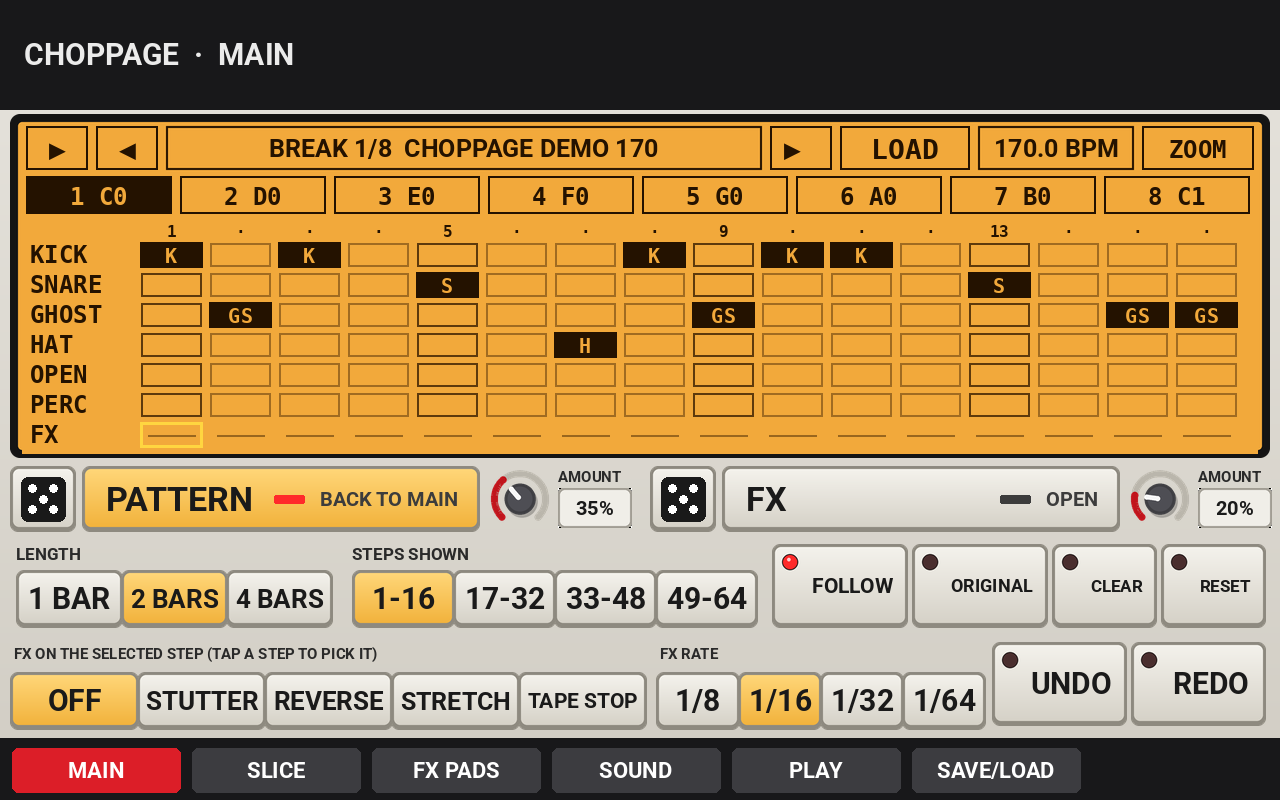 CHOPPAGE · MAIN
▶ ◀ BREAK 1/8 CHOPPAGE DEMO 170 ▶ LOAD 170.0 BPM ZOOM
1 C0 2 D0 3 E0 4 F0 5 G0 6 A0 7 B0 8 C1
1 · · · 5 · · · 9 · · · 13 · · ·
KICK K K K K K
SNARE S S
GHOST GS GS GS GS
HAT H
OPEN
PERC
FX
PATTERN BACK TO MAIN AMOUNT 35% FX OPEN AMOUNT 20%
LENGTH STEPS SHOWN
1 BAR 2 BARS 4 BARS 1-16 17-32 33-48 49-64 FOLLOW ORIGINAL CLEAR RESET
FX ON THE SELECTED STEP (TAP A STEP TO PICK IT) FX RATE
OFF STUTTER REVERSE STRETCH TAPE STOP 1/8 1/16 1/32 1/64 UNDO REDO
MAIN SLICE FX PADS SOUND PLAY SAVE/LOAD